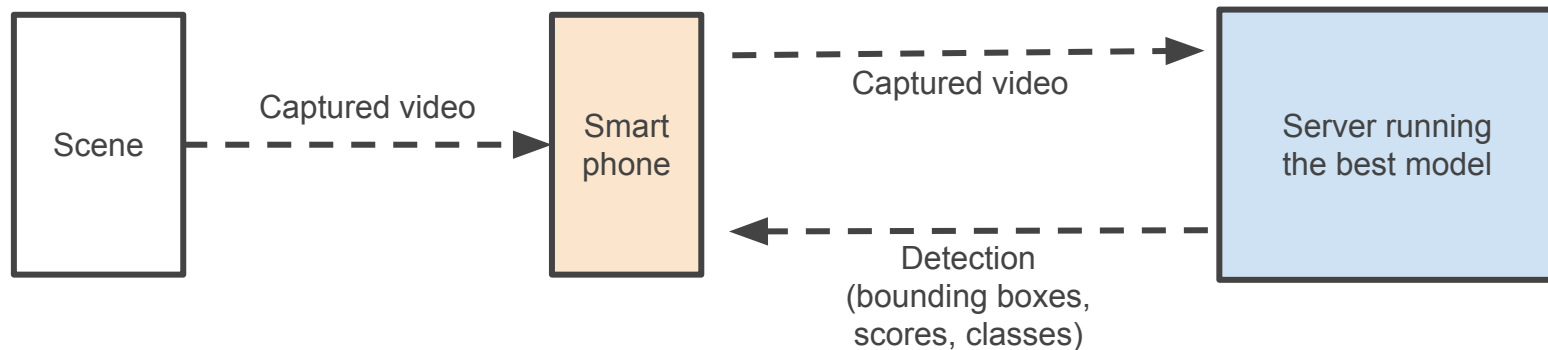 Scene
Captured video
Smart
phone
Captured video
Detection
(bounding boxes,
scores, classes)
Server running
the best model